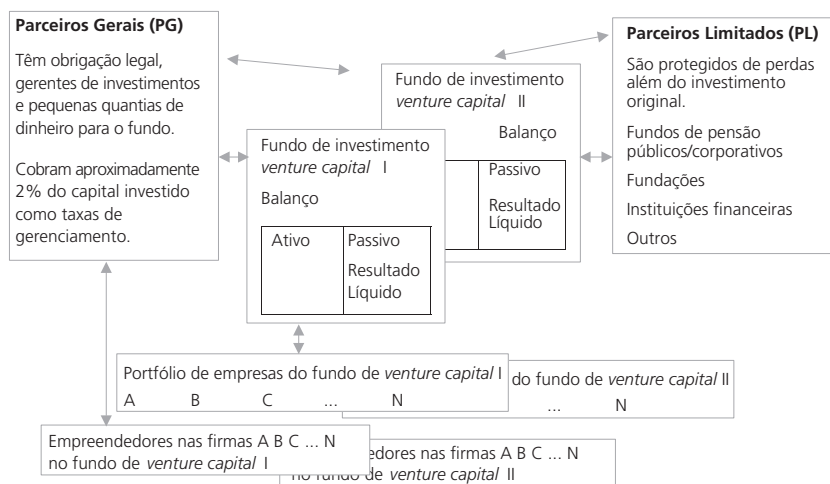 Parceiros Gerais (PG)
Têm obrigação legal,
gerentes de investimentos
e pequenas quantias de
dinheiro para o fundo.
Cobram aproximadamente
2% do capital investido
como taxas de
gerenciamento.
Fundo de investimento
venture capital II
Balanço
Passivo
Resultado
Líquido
Fundo de investimento
venture capital I
Balanço
Ativo
Passivo
Resultado
Líquido
Parceiros Limitados (PL)
São protegidos de perdas
além do investimento
original.
Fundos de pensão
públicos/corporativos
Fundações
Instituições financeiras
Outros
Portfólio de empresas do fundo de venture capital I
A B C ... N
do fundo de venture capital II
... N
Empreendedores nas firmas A B C ... N
no fundo de venture capital I
edores nas firmas A B C ... N
no fundo de venture capital II